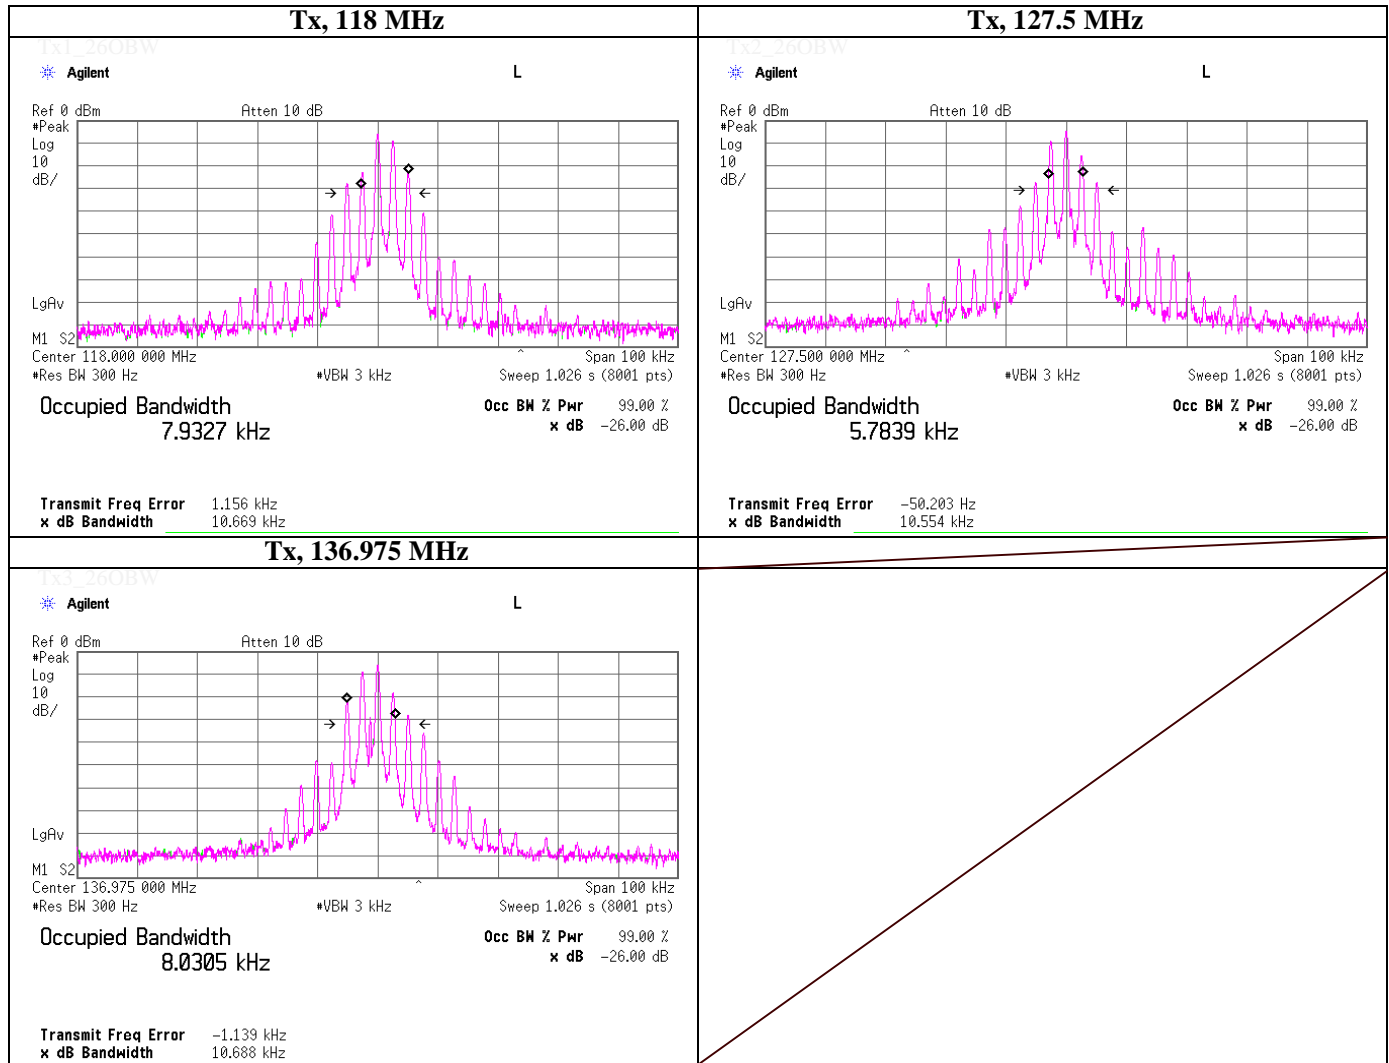 Tx, 118 MHz
Tx1_26OBW
Agilent
L
Ref 0 dBm Atten 10 dB
#Peak
Log
10
dB/
LgAv
M1 S2
Center 118.000 000 MHz Span 100 kHz
#Res BW 300 Hz #VBW 3 kHz Sweep 1.026 s (8001 pts)
Occupied Bandwidth Occ BW % Pwr 99.00 %
7.9327 kHz x dB -26.00 dB
Transmit Freq Error 1.156 kHz
x dB Bandwidth 10.669 kHz
Tx, 127.5 MHz
Tx2_26OBW
Agilent
L
Ref 0 dBm Atten 10 dB
#Peak
Log
10
dB/
LgAv
M1 S2
Center 127.500 000 MHz Span 100 kHz
#Res BW 300 Hz #VBW 3 kHz Sweep 1.026 s (8001 pts)
Occupied Bandwidth Occ BW % Pwr 99.00 %
5.7839 kHz x dB -26.00 dB
Transmit Freq Error -50.203 Hz
x dB Bandwidth 10.554 kHz
Tx, 136.975 MHz
Tx3_26OBW
Agilent
L
Ref 0 dBm Atten 10 dB
#Peak
Log
10
dB/
LgAv
M1 S2
Center 136.975 000 MHz Span 100 kHz
#Res BW 300 Hz #VBW 3 kHz Sweep 1.026 s (8001 pts)
Occupied Bandwidth Occ BW % Pwr 99.00 %
8.0305 kHz x dB -26.00 dB
Transmit Freq Error -1.139 kHz
x dB Bandwidth 10.688 kHz